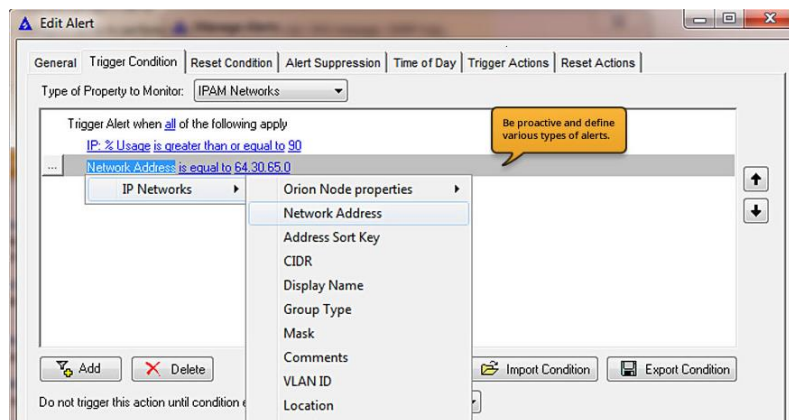 Edit Alert
General Trigger Condition Reset Condition Alert Suppression Time of Day Trigger Actions Reset Actions
Type of Property to Monitor: IPAM Networks
Trigger Alert when all of the following apply
IP: % Usage is greater than or equal to 90
Be proactive and define
various types of alerts.
... Network Address is equal to 64.30.65.0
IP Networks
Orion Node properties
Network Address
Address Sort Key
CIDR
Display Name
Group Type
Mask
Comments
VLAN ID
Location
Add Delete Import Condition Export Condition
Do not trigger this action until condition